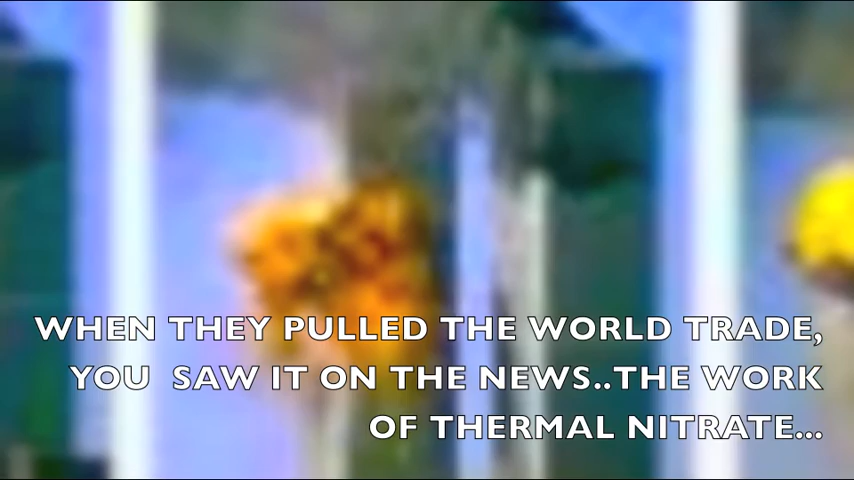 WHEN THEY PULLED THE WORLD TRADE,
YOU  SAW IT ON THE NEWS..THE WORK
OF THERMAL NITRATE...